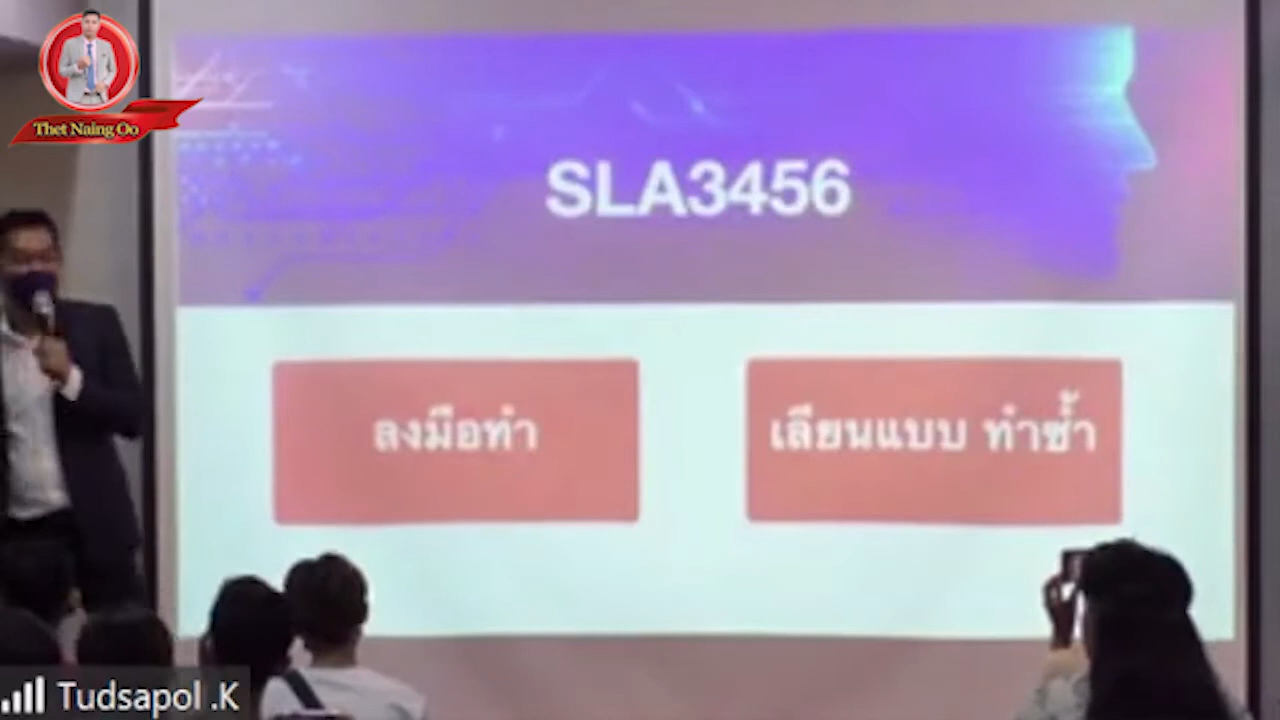 Thet Naing Oo
SLA3456
ลงมือทำ
เลียนแบบ ทำซ้ำ
Tudsapol .K